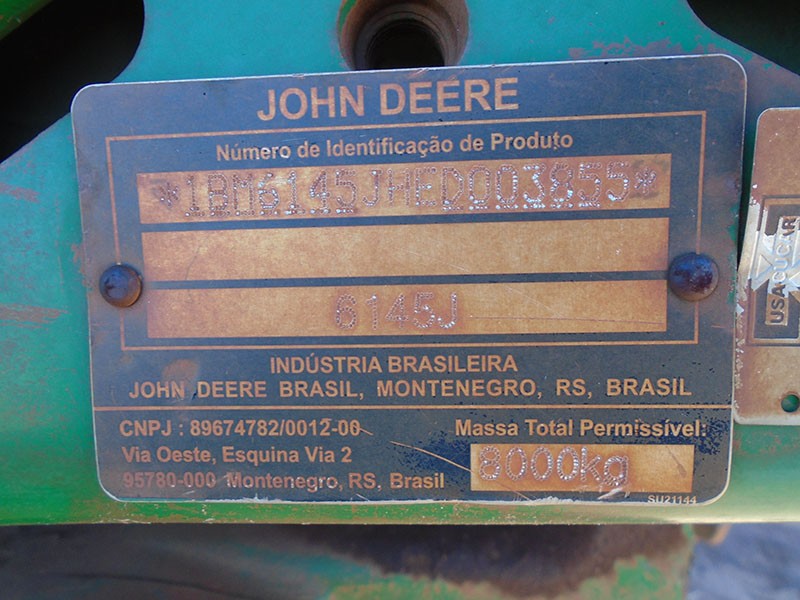 JOHN DEERE
Número de Identificação de Produto
*1BM6145JHED003855*
6145J
INDÚSTRIA BRASILEIRA
JOHN DEERE BRASIL, MONTENEGRO, RS, BRASIL
CNPJ : 89674782/0012-00
Via Oeste, Esquina Via 2
95780-000 Montenegro, RS, Brasil
Massa Total Permissível:
8000kg
SU21144
USAÇUCAR